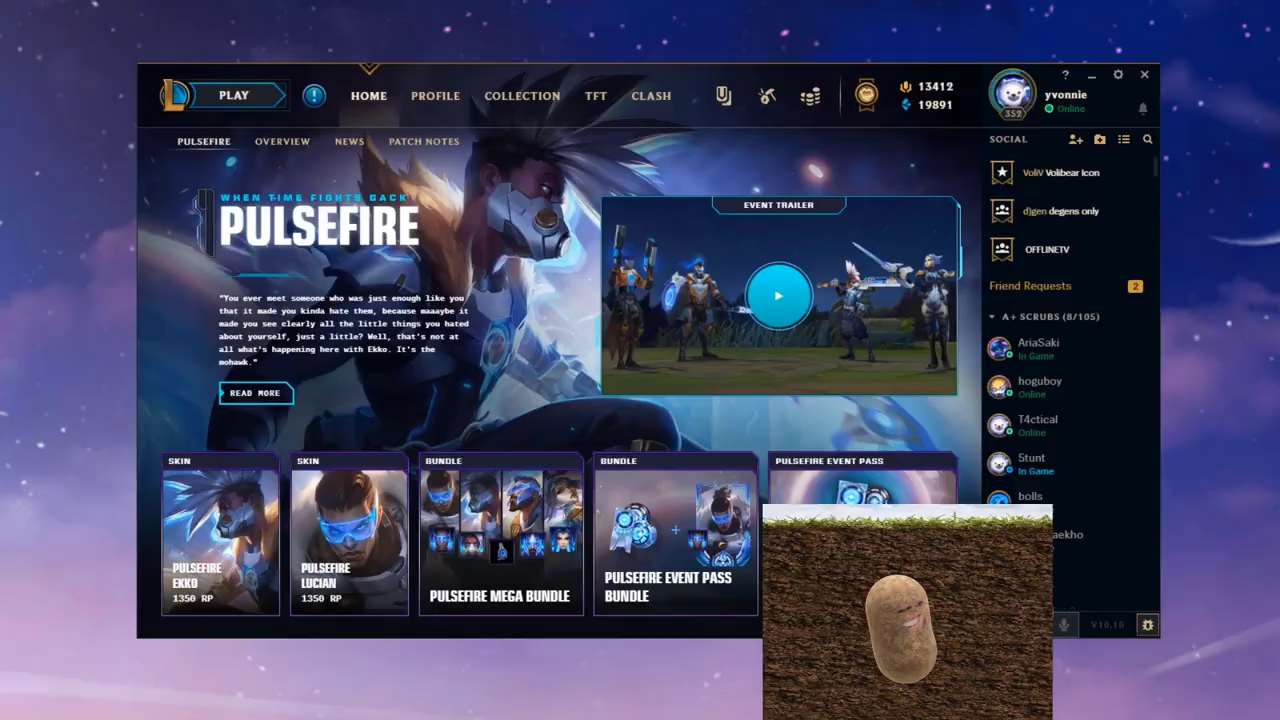 PLAY
HOME
PROFILE
COLLECTION
TFT
CLASH
13412
19891
352
yvonnie
Online
PULSEFIRE
OVERVIEW
NEWS
PATCH NOTES
WHEN TIME FIGHTS BACK
PULSEFIRE
"You ever meet someone who was just enough like you
that it made you kinda hate them, because maaaybe it
made you see clearly all the little things you hated
about yourself, just a little? Well, that's not at
all what's happening here with Ekko. It's the
mohawk."
READ MORE
EVENT TRAILER
SKIN
PULSEFIRE
EKKO
1350 RP
SKIN
PULSEFIRE
LUCIAN
1350 RP
BUNDLE
PULSEFIRE MEGA BUNDLE
BUNDLE
PULSEFIRE EVENT PASS
BUNDLE
PULSEFIRE EVENT PASS
SOCIAL
VoliV Volibear Icon
d)gen degens only
OFFLINETV
Friend Requests
2
A+ SCRUBS (8/105)
AriaSaki
In Game
hoguboy
Online
T4ctical
Online
5tunt
In Game
bolls
aekho
V10.10